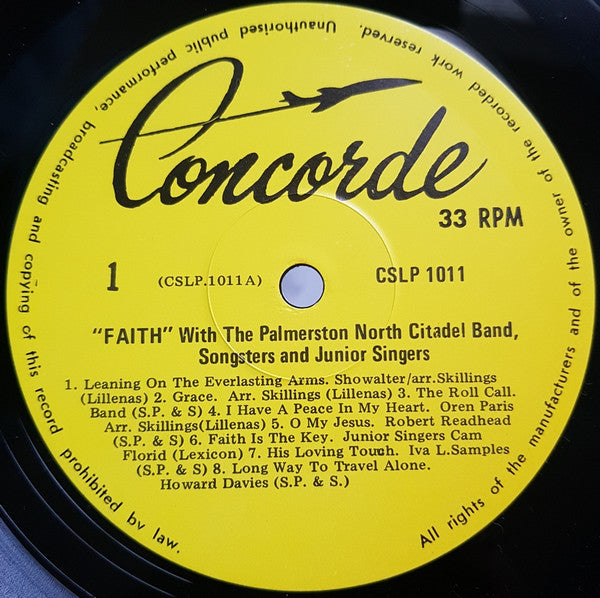 Concorde
33 RPM
1
(CSLP.1011A)
CSLP 1011
"FAITH" With The Palmerston North Citadel Band,
Songsters and Junior Singers
1. Leaning On The Everlasting Arms. Showalter/arr.Skillings
(Lillenas) 2. Grace. Arr. Skillings (Lillenas) 3. The Roll Call.
Band (S.P. & S) 4. I Have A Peace In My Heart. Oren Paris
Arr. Skillings(Lillenas) 5. O My Jesus. Robert Readhead
(S.P. & S) 6. Faith Is The Key. Junior Singers Cam
Florid (Lexicon) 7. His Loving Touch. Iva L.Samples
(S.P. & S) 8. Long Way To Travel Alone.
Howard Davies (S.P. & S.)
All rights of the manufacturers and of the owner of the recorded work reserved. Unauthorised public performance, broadcasting and copying of this record prohibited by law.